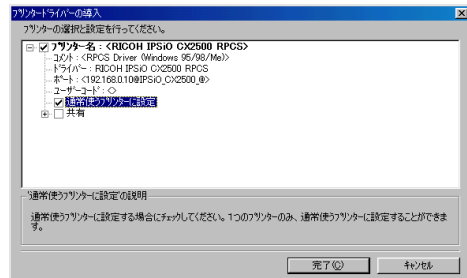 プリンタードライバーの導入
プリンターの選択と設定を行ってください。
プリンター名：<RICOH IPSiO CX2500 RPCS>
コメント：<RPCS Driver (Windows 95/98/Me)>
ドライバー：RICOH IPSiO CX2500 RPCS
ポート：<192.168.0.10@IPSiO_CX2500_@>
ユーザーコード：<>
通常使うプリンターに設定
共有
'通常使うプリンターに設定'の説明
通常使うプリンターに設定する場合にチェックしてください。1つのプリンターのみ、通常使うプリンターに設定することができま
す。
完了(C)
キャンセル